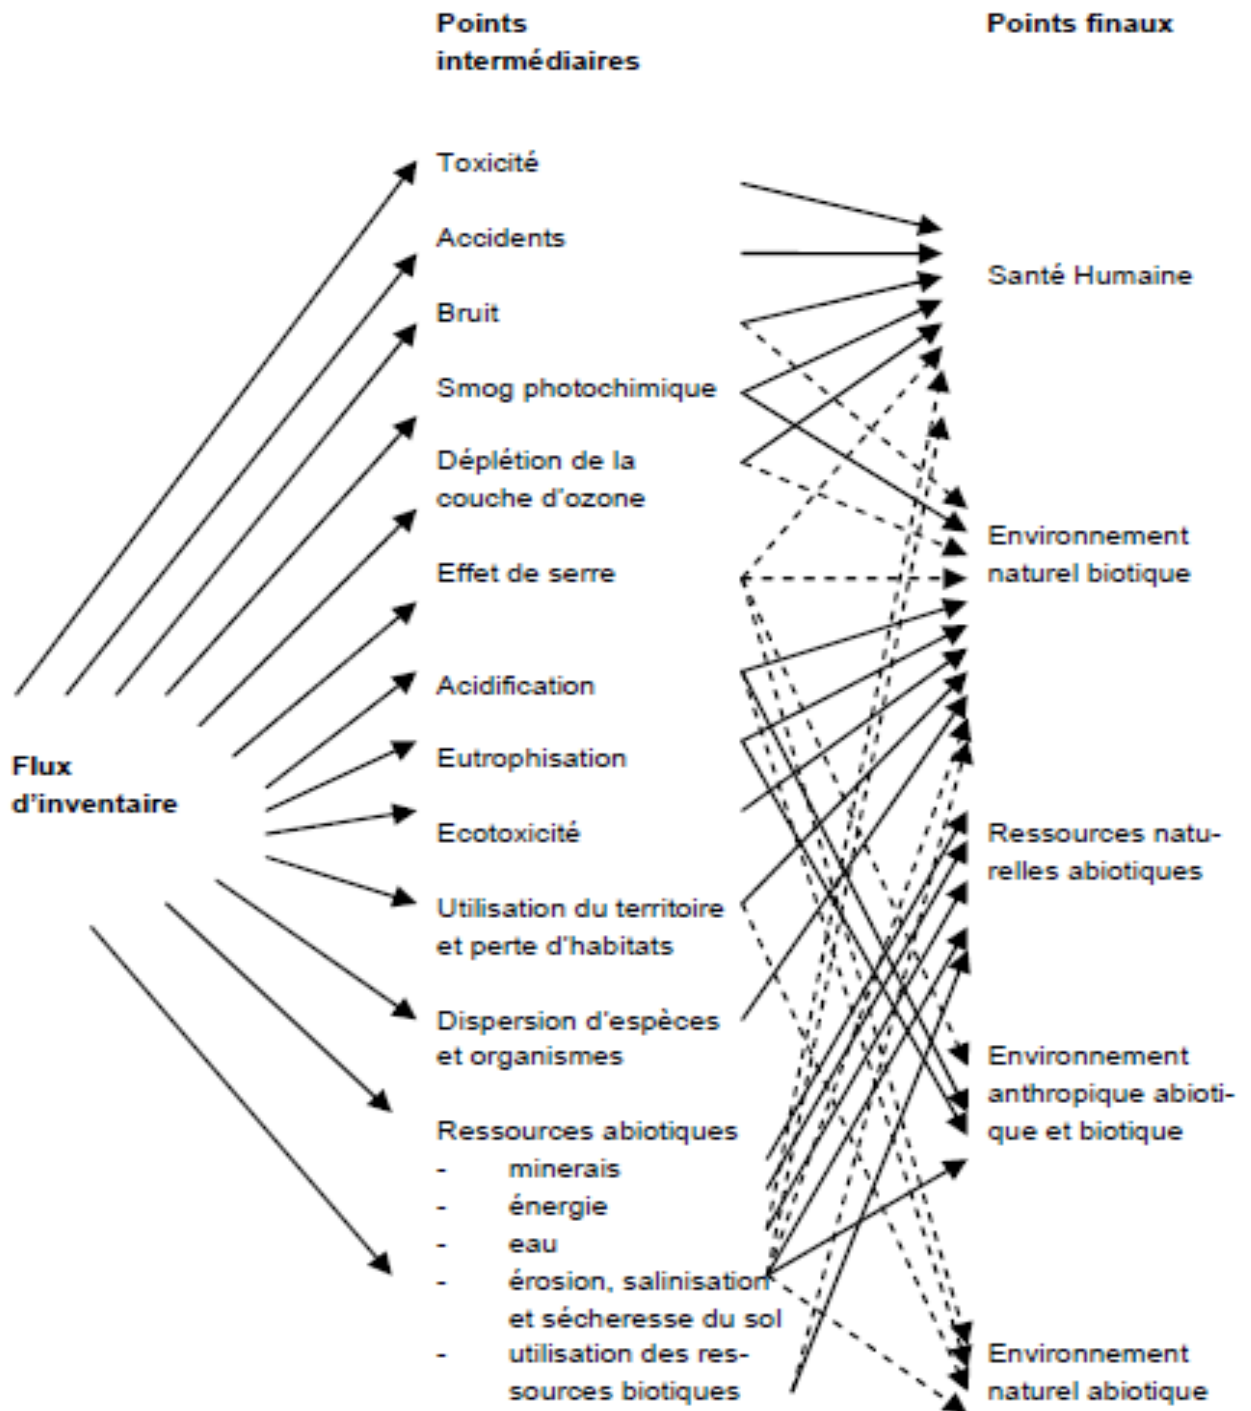 Points
intermédiaires
Points finaux
Toxicité
Accidents
Bruit
Smog photochimique
Déplétion de la
couche d'ozone
Effet de serre
Acidification
Eutrophisation
Ecotoxicité
Utilisation du territoire
et perte d'habitats
Dispersion d'espèces
et organismes
Ressources abiotiques
- minerais
- énergie
- eau
- érosion, salinisation
et sécheresse du sol
- utilisation des res-
sources biotiques
Flux
d'inventaire
Santé Humaine
Environnement
naturel biotique
Ressources natu-
relles abiotiques
Environnement
anthropique abioti-
que et biotique
Environnement
naturel abiotique